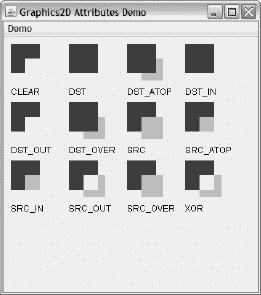 Graphics2D Attributes Demo
Demo
CLEAR DST DST_ATOP DST_IN
DST_OUT DST_OVER SRC SRC_ATOP
SRC_IN SRC_OUT SRC_OVER XOR